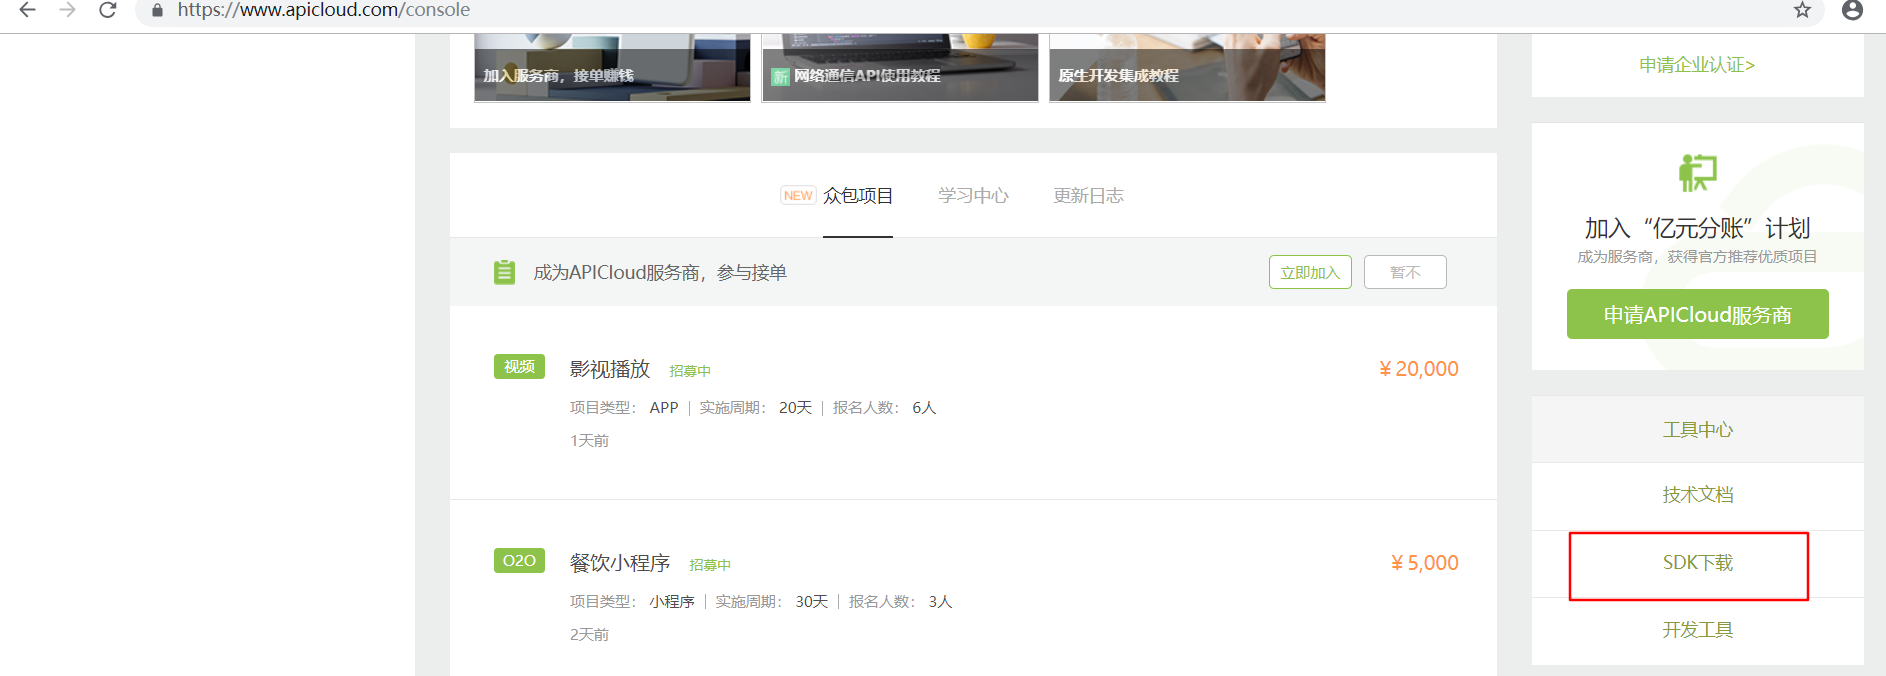 https://www.apicloud.com/console
加入服务商，接单赚钱
新 网络通信API使用教程
原生开发集成教程
NEW 众包项目 学习中心 更新日志
成为APICloud服务商，参与接单 立即加入 暂不
视频 影视播放 招募中 ¥20,000
项目类型： APP | 实施周期： 20天 | 报名人数： 6人
1天前
O2O 餐饮小程序 招募中 ¥5,000
项目类型： 小程序 | 实施周期： 30天 | 报名人数： 3人
2天前
申请企业认证>
加入“亿元分账”计划
成为服务商，获得官方推荐优质项目
申请APICloud服务商
工具中心
技术文档
SDK下载
开发工具